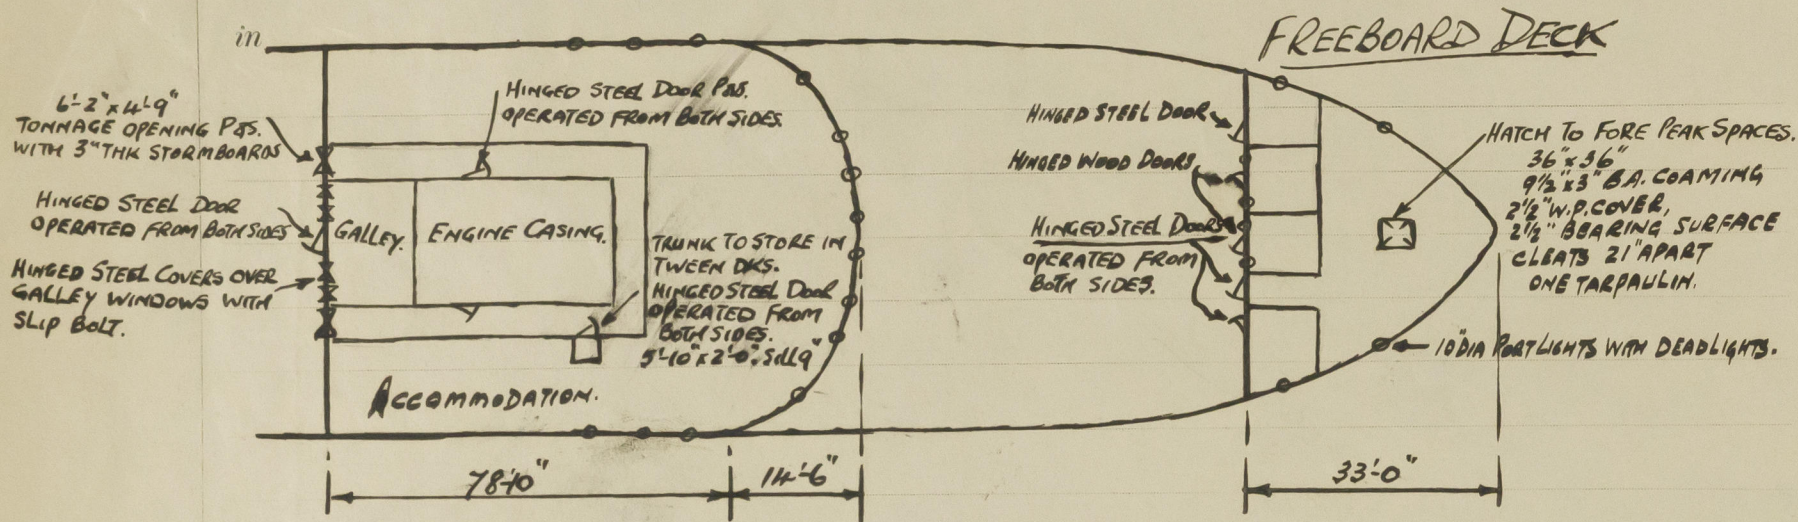 in
FREEBOARD DECK
6'-2" x 4'-9"
TONNAGE OPENING P&S.
WITH 3" THK STORMBOARDS
HINGED STEEL DOOR P&S.
OPERATED FROM BOTH SIDES.
HINGED STEEL DOOR
OPERATED FROM BOTH SIDES
HINGED STEEL COVERS OVER
GALLEY WINDOWS WITH
SLIP BOLT.
GALLEY.
ENGINE CASING.
TRUNK TO STORE IN
TWEEN DKS.
HINGED STEEL DOOR
OPERATED FROM
BOTH SIDES.
5'-10" x 2'-0". SILL 9"
ACCOMMODATION.
HINGED STEEL DOOR
HINGED WOOD DOORS
HINGED STEEL DOORS
OPERATED FROM
BOTH SIDES.
HATCH TO FORE PEAK SPACES.
36" x 36"
9½" x 3" B.A. COAMING
2½" W.P. COVER,
2½" BEARING SURFACE
CLEATS 21" APART
ONE TARPAULIN.
10 DIA PORTLIGHTS WITH DEADLIGHTS.
78'-10"
14'-6"
33'-0"